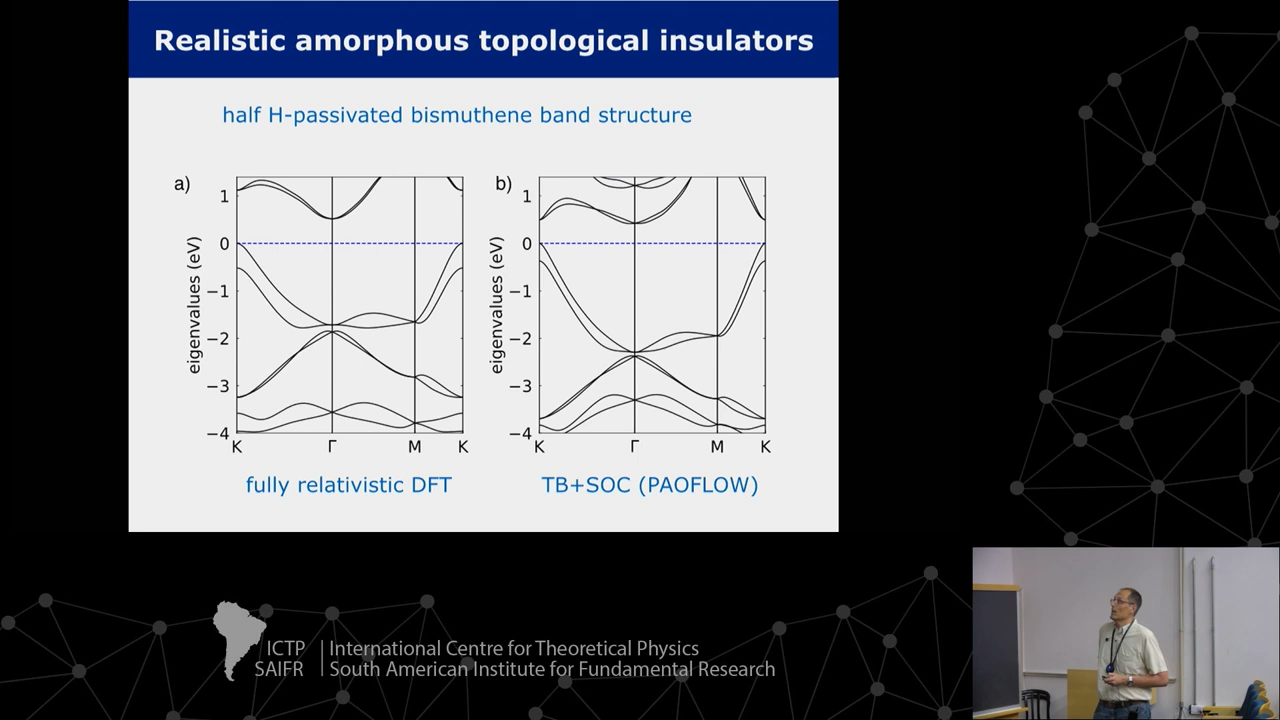 Realistic amorphous topological insulators
half H-passivated bismuthene band structure
a)
eigenvalues (eV)
1
0
−1
−2
−3
−4
K Γ M K
fully relativistic DFT
b)
eigenvalues (eV)
1
0
−1
−2
−3
−4
K Γ M K
TB+SOC (PAOFLOW)
ICTP
SAIFR
International Centre for Theoretical Physics
South American Institute for Fundamental Research